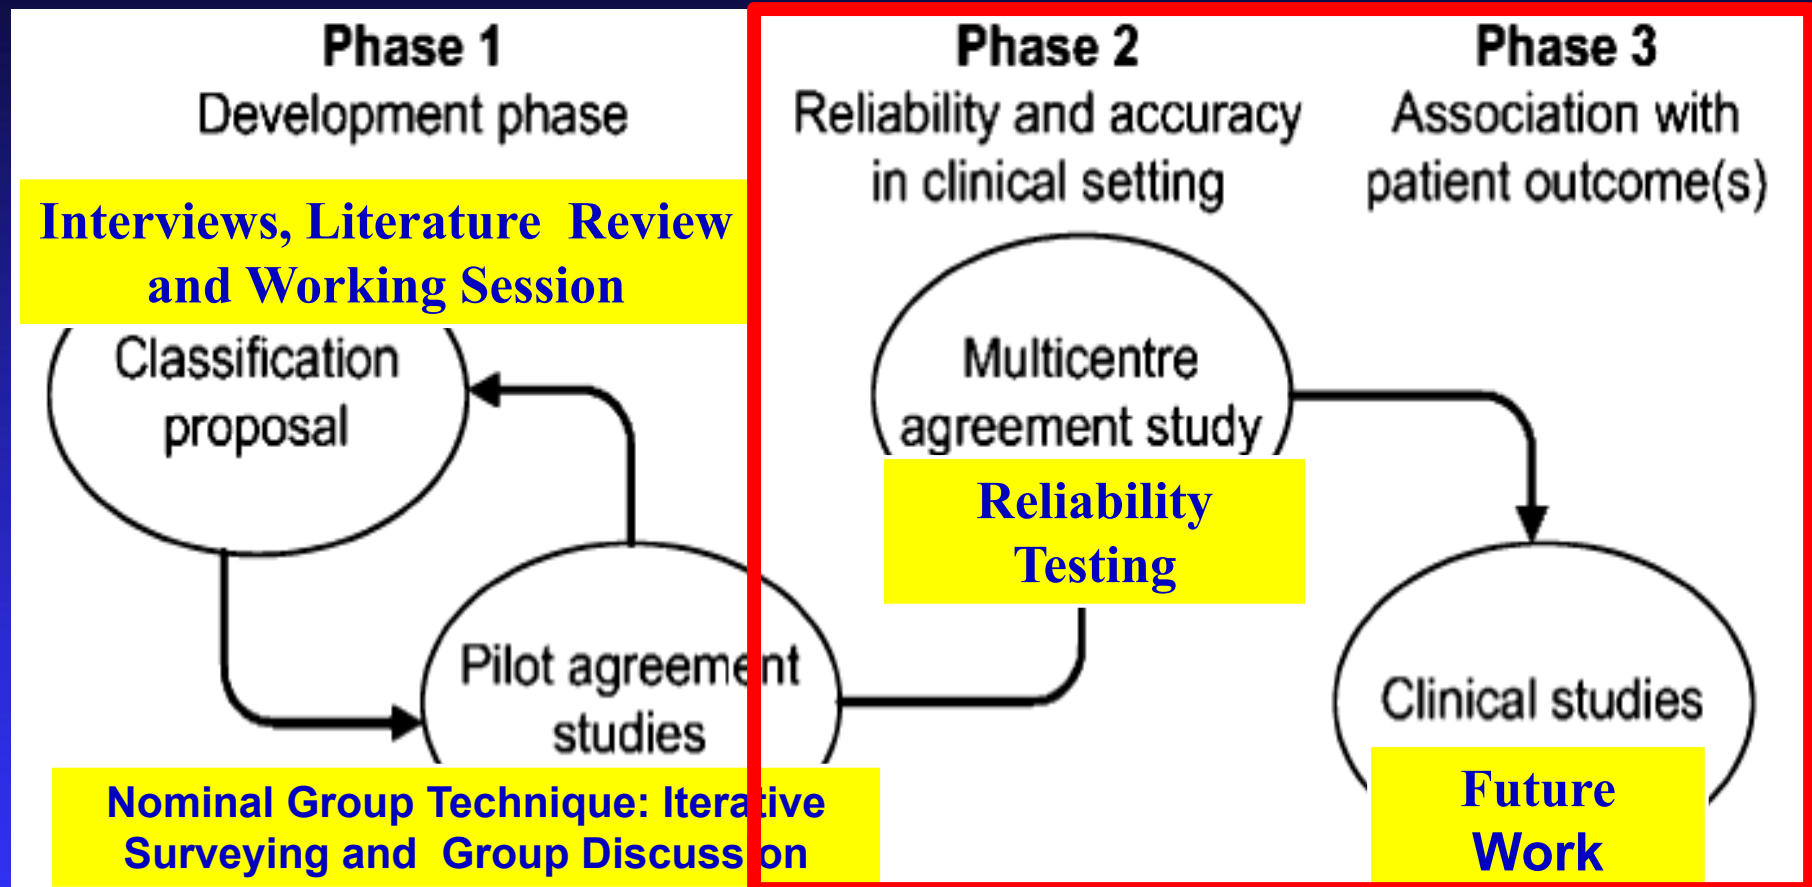 Phase 1
Development phase
Interviews, Literature Review
and Working Session
Classification
proposal
Pilot agreement
studies
Nominal Group Technique: Iterative
Surveying and Group Discussion
Phase 2
Reliability and accuracy
in clinical setting
Multicentre
agreement study
Reliability
Testing
Phase 3
Association with
patient outcome(s)
Clinical studies
Future
Work